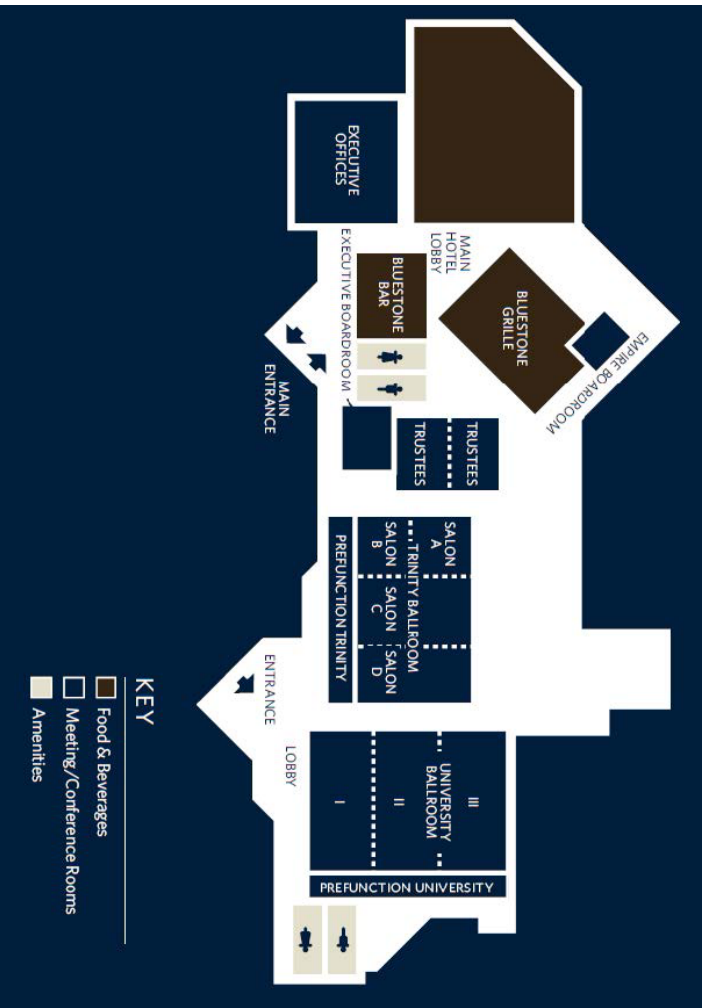 EXECUTIVE
OFFICES
MAIN
HOTEL
LOBBY
EXECUTIVE BOARDROOM
BLUESTONE
BAR
BLUESTONE
GRILLE
EMPIRE BOARDROOM
MAIN
ENTRANCE
TRUSTEES
TRUSTEES
SALON
A
TRINITY BALLROOM
SALON
B
SALON
C
SALON
D
PREFUNCTION TRINITY
ENTRANCE
LOBBY
III
UNIVERSITY
BALLROOM
II
I
PREFUNCTION UNIVERSITY
KEY
Food & Beverages
Meeting/Conference Rooms
Amenities